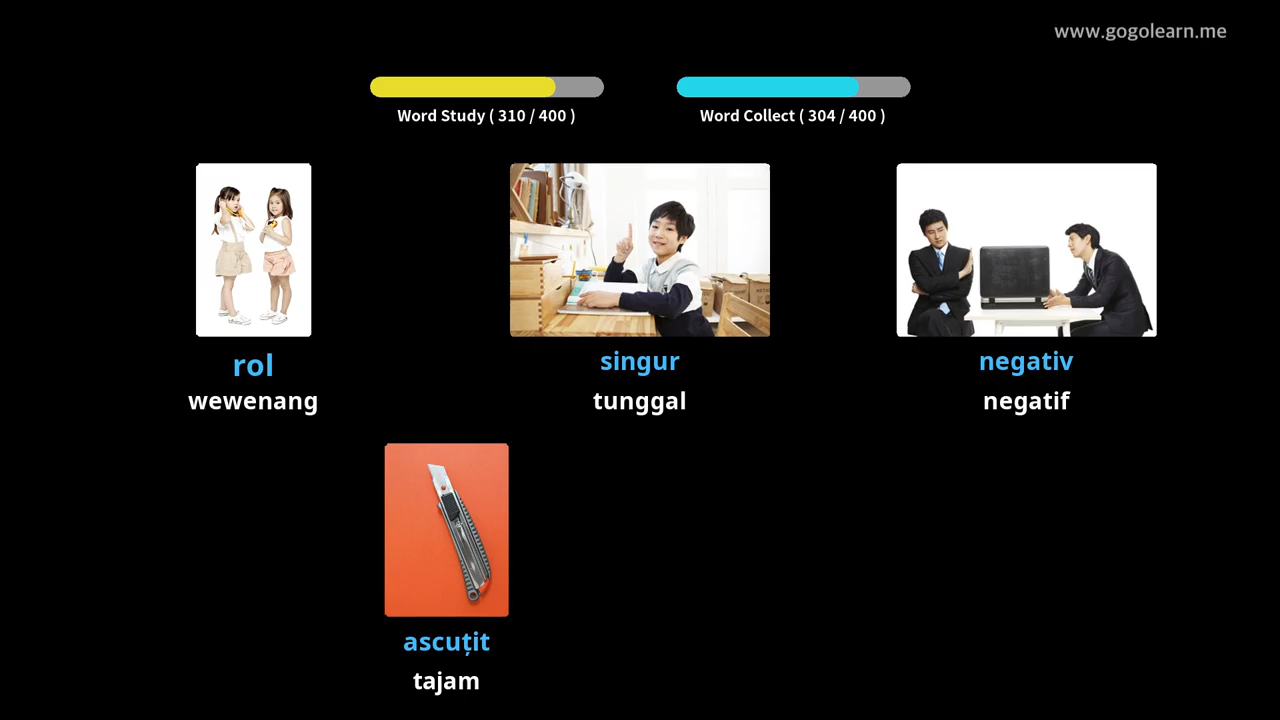 www.gogolearn.me
Word Study ( 310 / 400 )
Word Collect ( 304 / 400 )
rol
wewenang
singur
tunggal
negativ
negatif
ascuțit
tajam